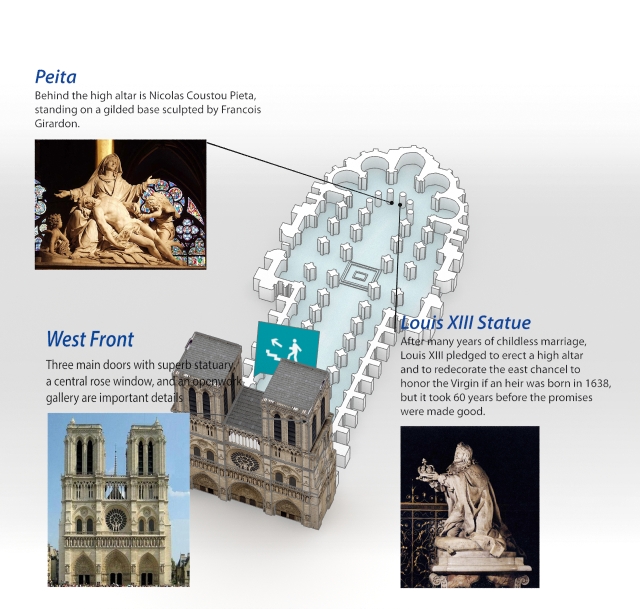 Peita
Behind the high altar is Nicolas Coustou Pieta,
standing on a gilded base sculpted by Francois
Girardon.
West Front
Three main doors with superb statuary,
a central rose window, and an openwork
gallery are important details
Louis XIII Statue
After many years of childless marriage,
Louis XIII pledged to erect a high altar
and to redecorate the east chancel to
honor the Virgin if an heir was born in 1638,
but it took 60 years before the promises
were made good.